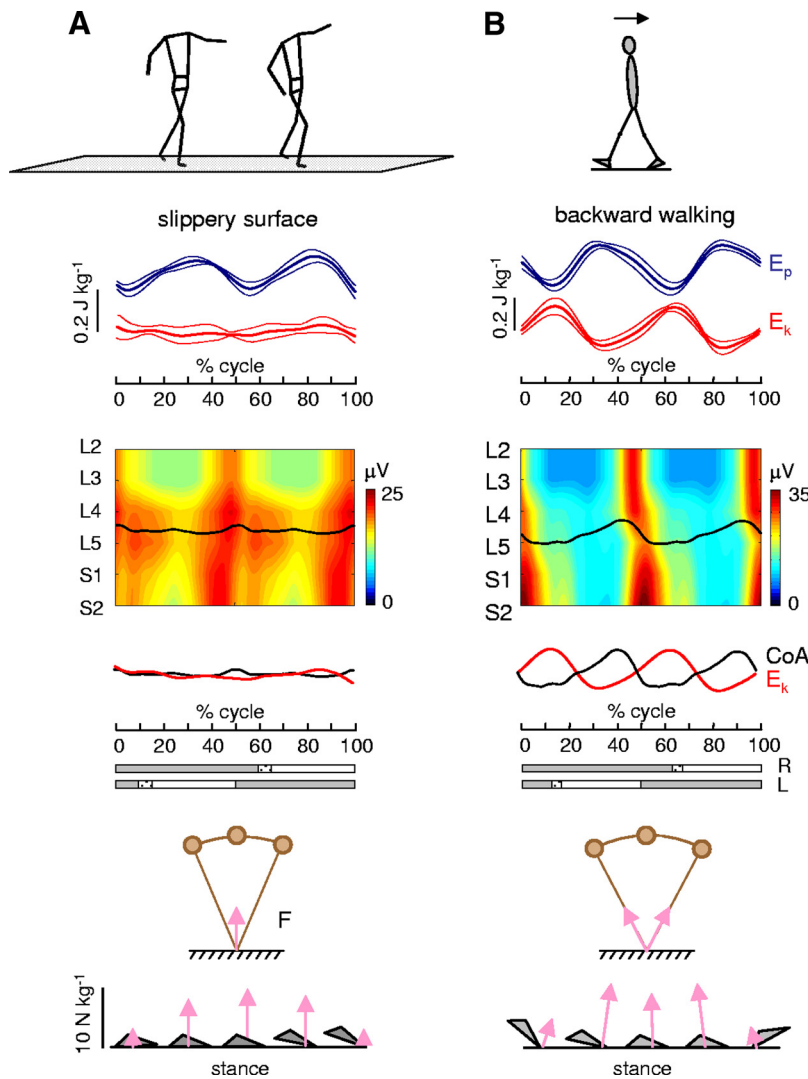 A
B
slippery surface
backward walking
0.2 J kg-1
0.2 J kg-1
Ep
Ek
% cycle
% cycle
0 20 40 60 80 100
0 20 40 60 80 100
L2
L3
L4
L5
S1
S2
µV
25
0
L2
L3
L4
L5
S1
S2
µV
35
0
CoA
Ek
% cycle
% cycle
0 20 40 60 80 100
0 20 40 60 80 100
R
L
F
10 N kg-1
stance
stance